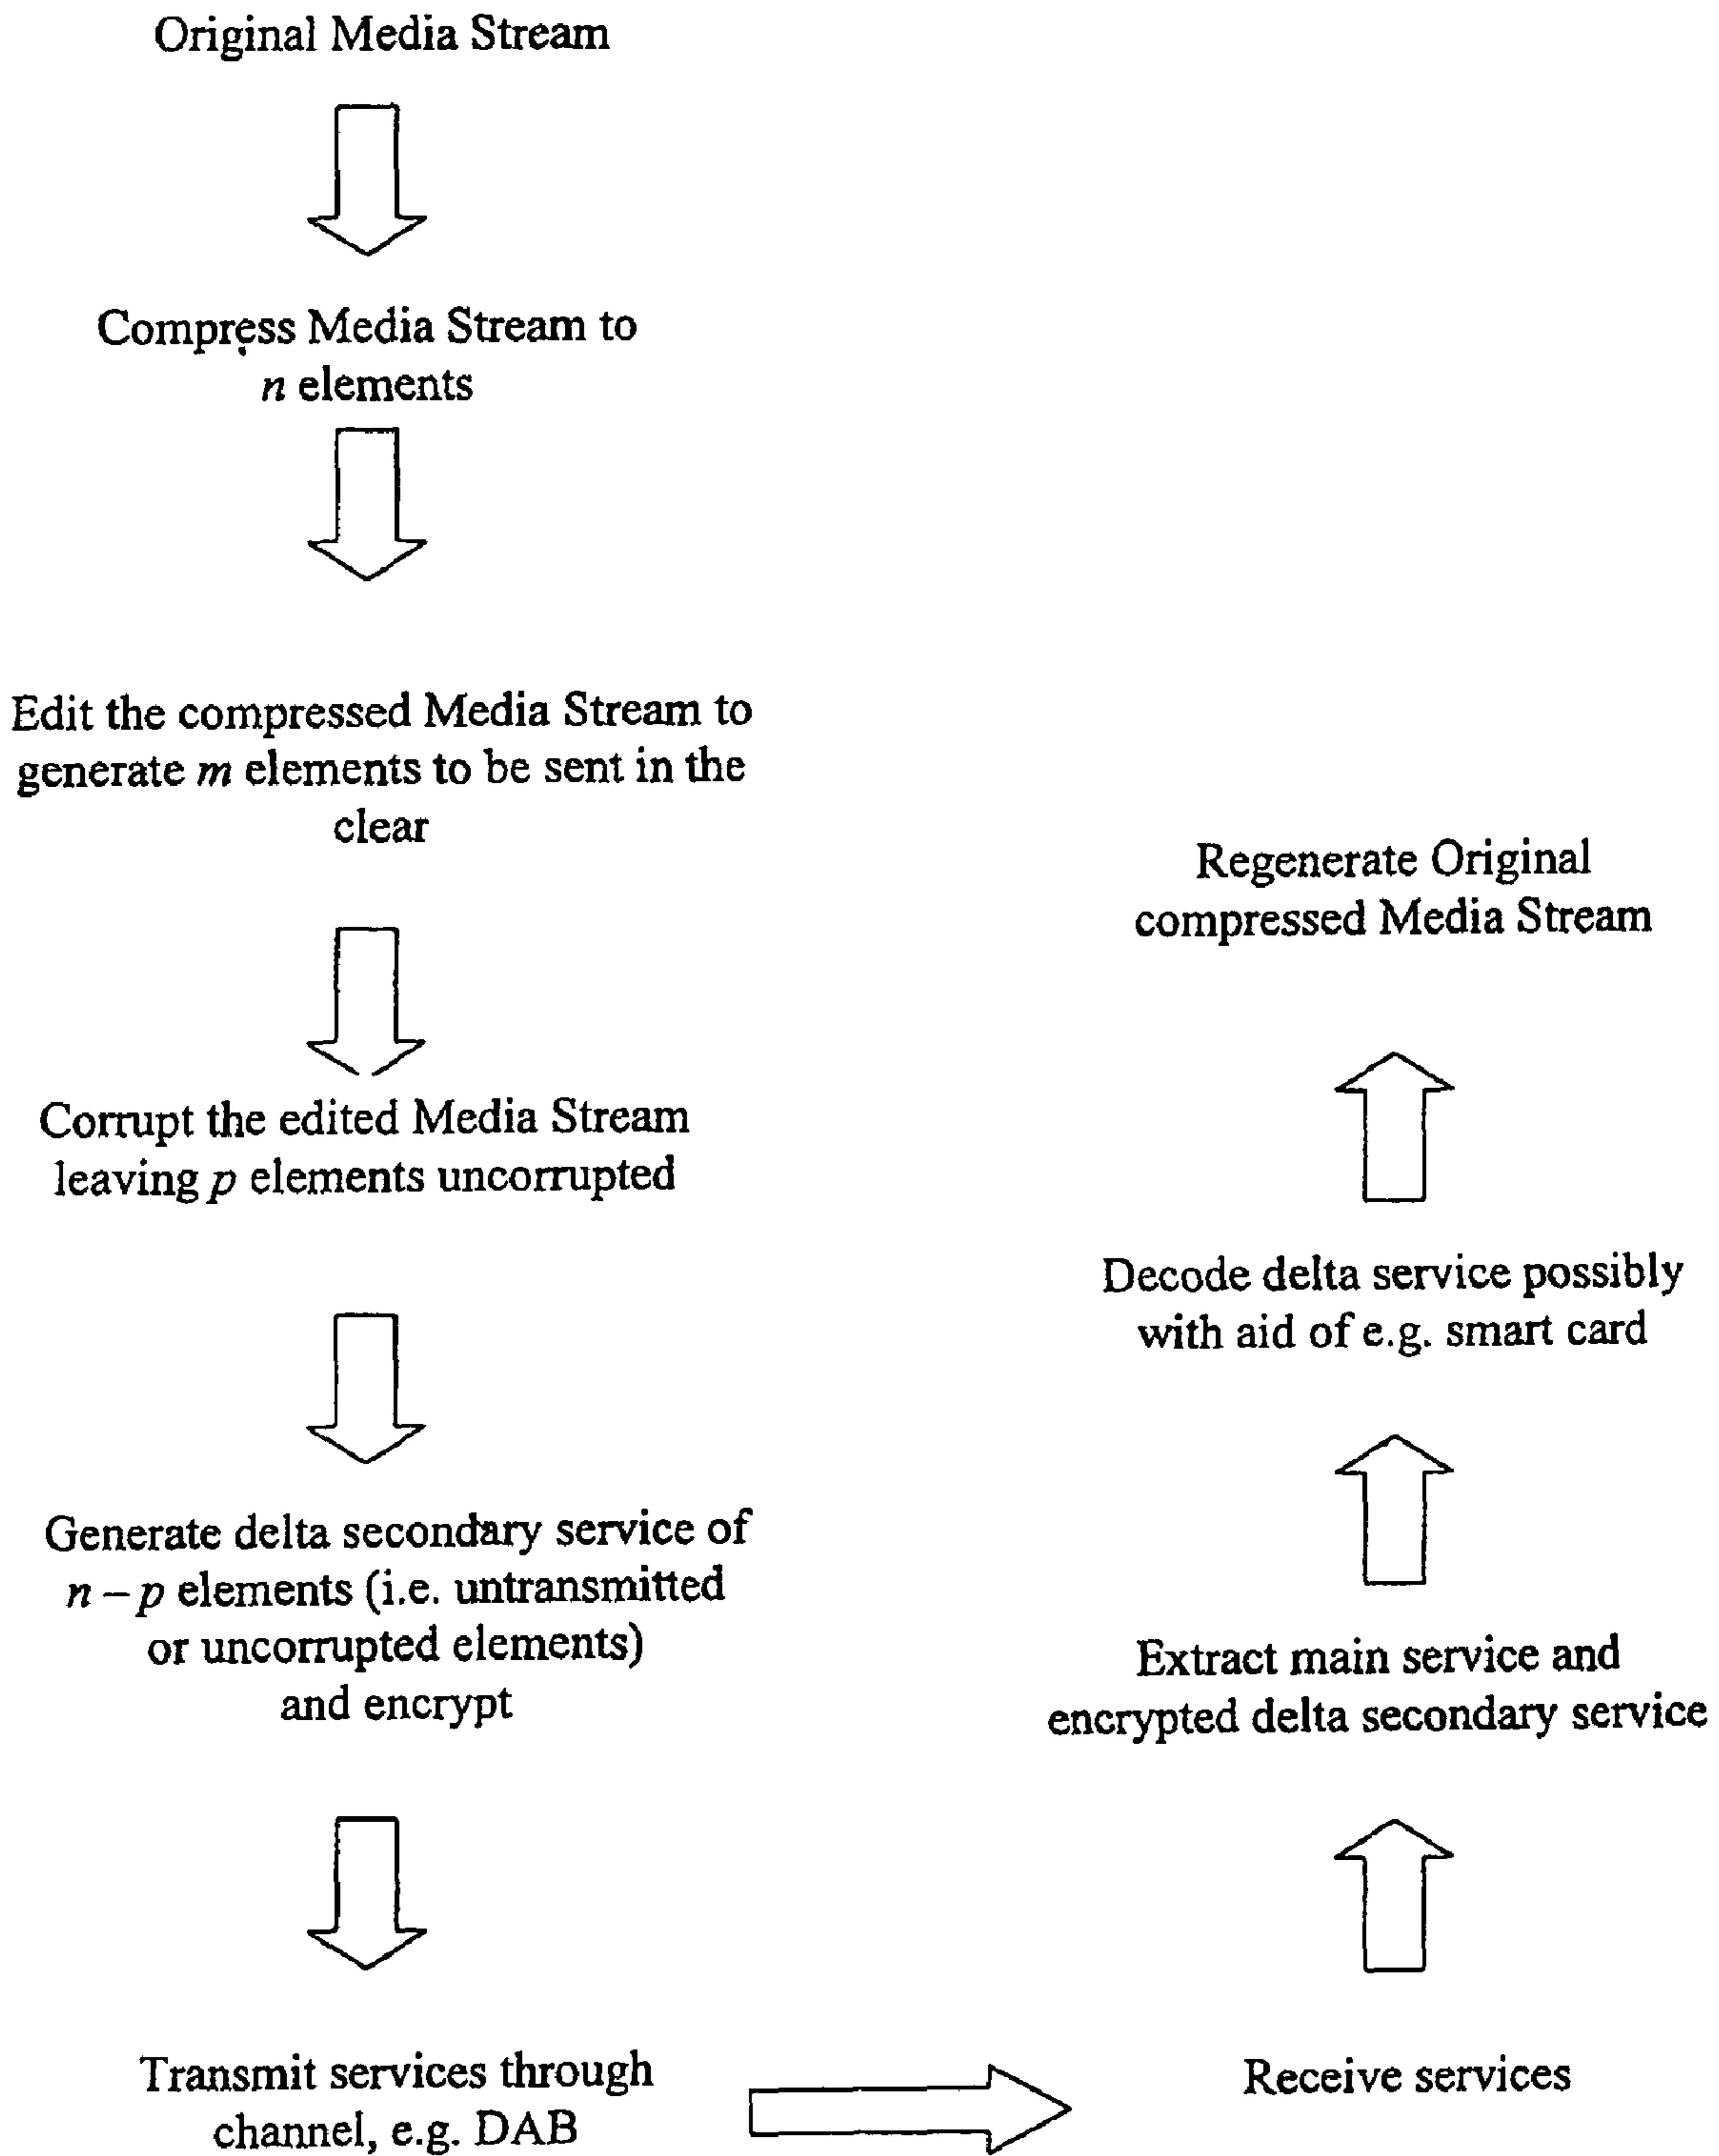 Original Media Stream
Compress Media Stream to
n elements
Edit the compressed Media Stream to
generate m elements to be sent in the
clear
Corrupt the edited Media Stream
leaving p elements uncorrupted
Generate delta secondary service of
n – p elements (i.e. untransmitted
or uncorrupted elements)
and encrypt
Transmit services through
channel, e.g. DAB
Receive services
Extract main service and
encrypted delta secondary service
Decode delta service possibly
with aid of e.g. smart card
Regenerate Original
compressed Media Stream